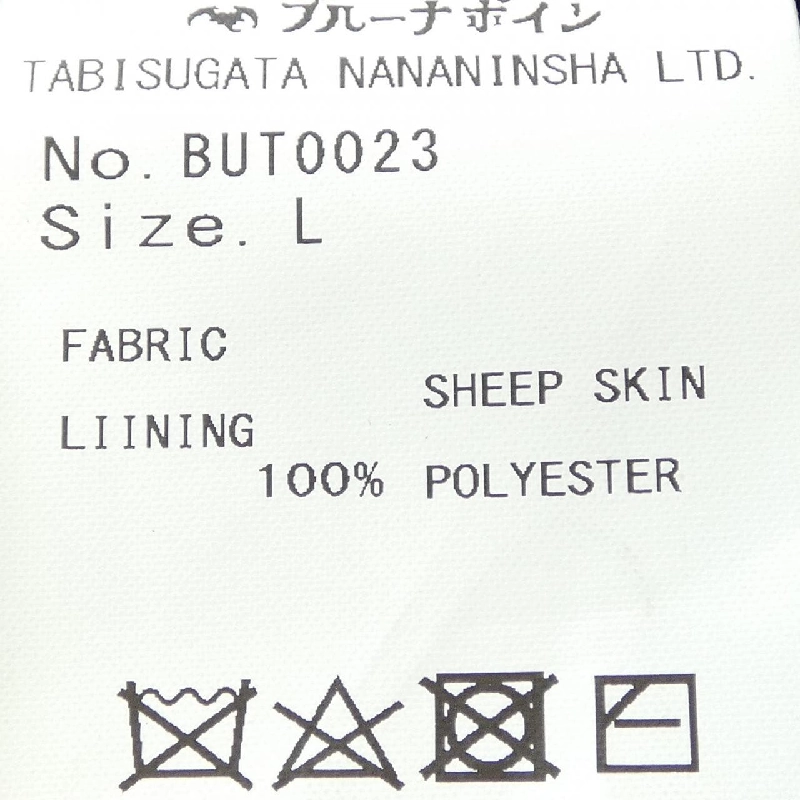 ブルーナボイン
TABISUGATA NANANINSHA LTD.
No. BUT0023
Size. L
FABRIC
SHEEP SKIN
LIINING
100% POLYESTER